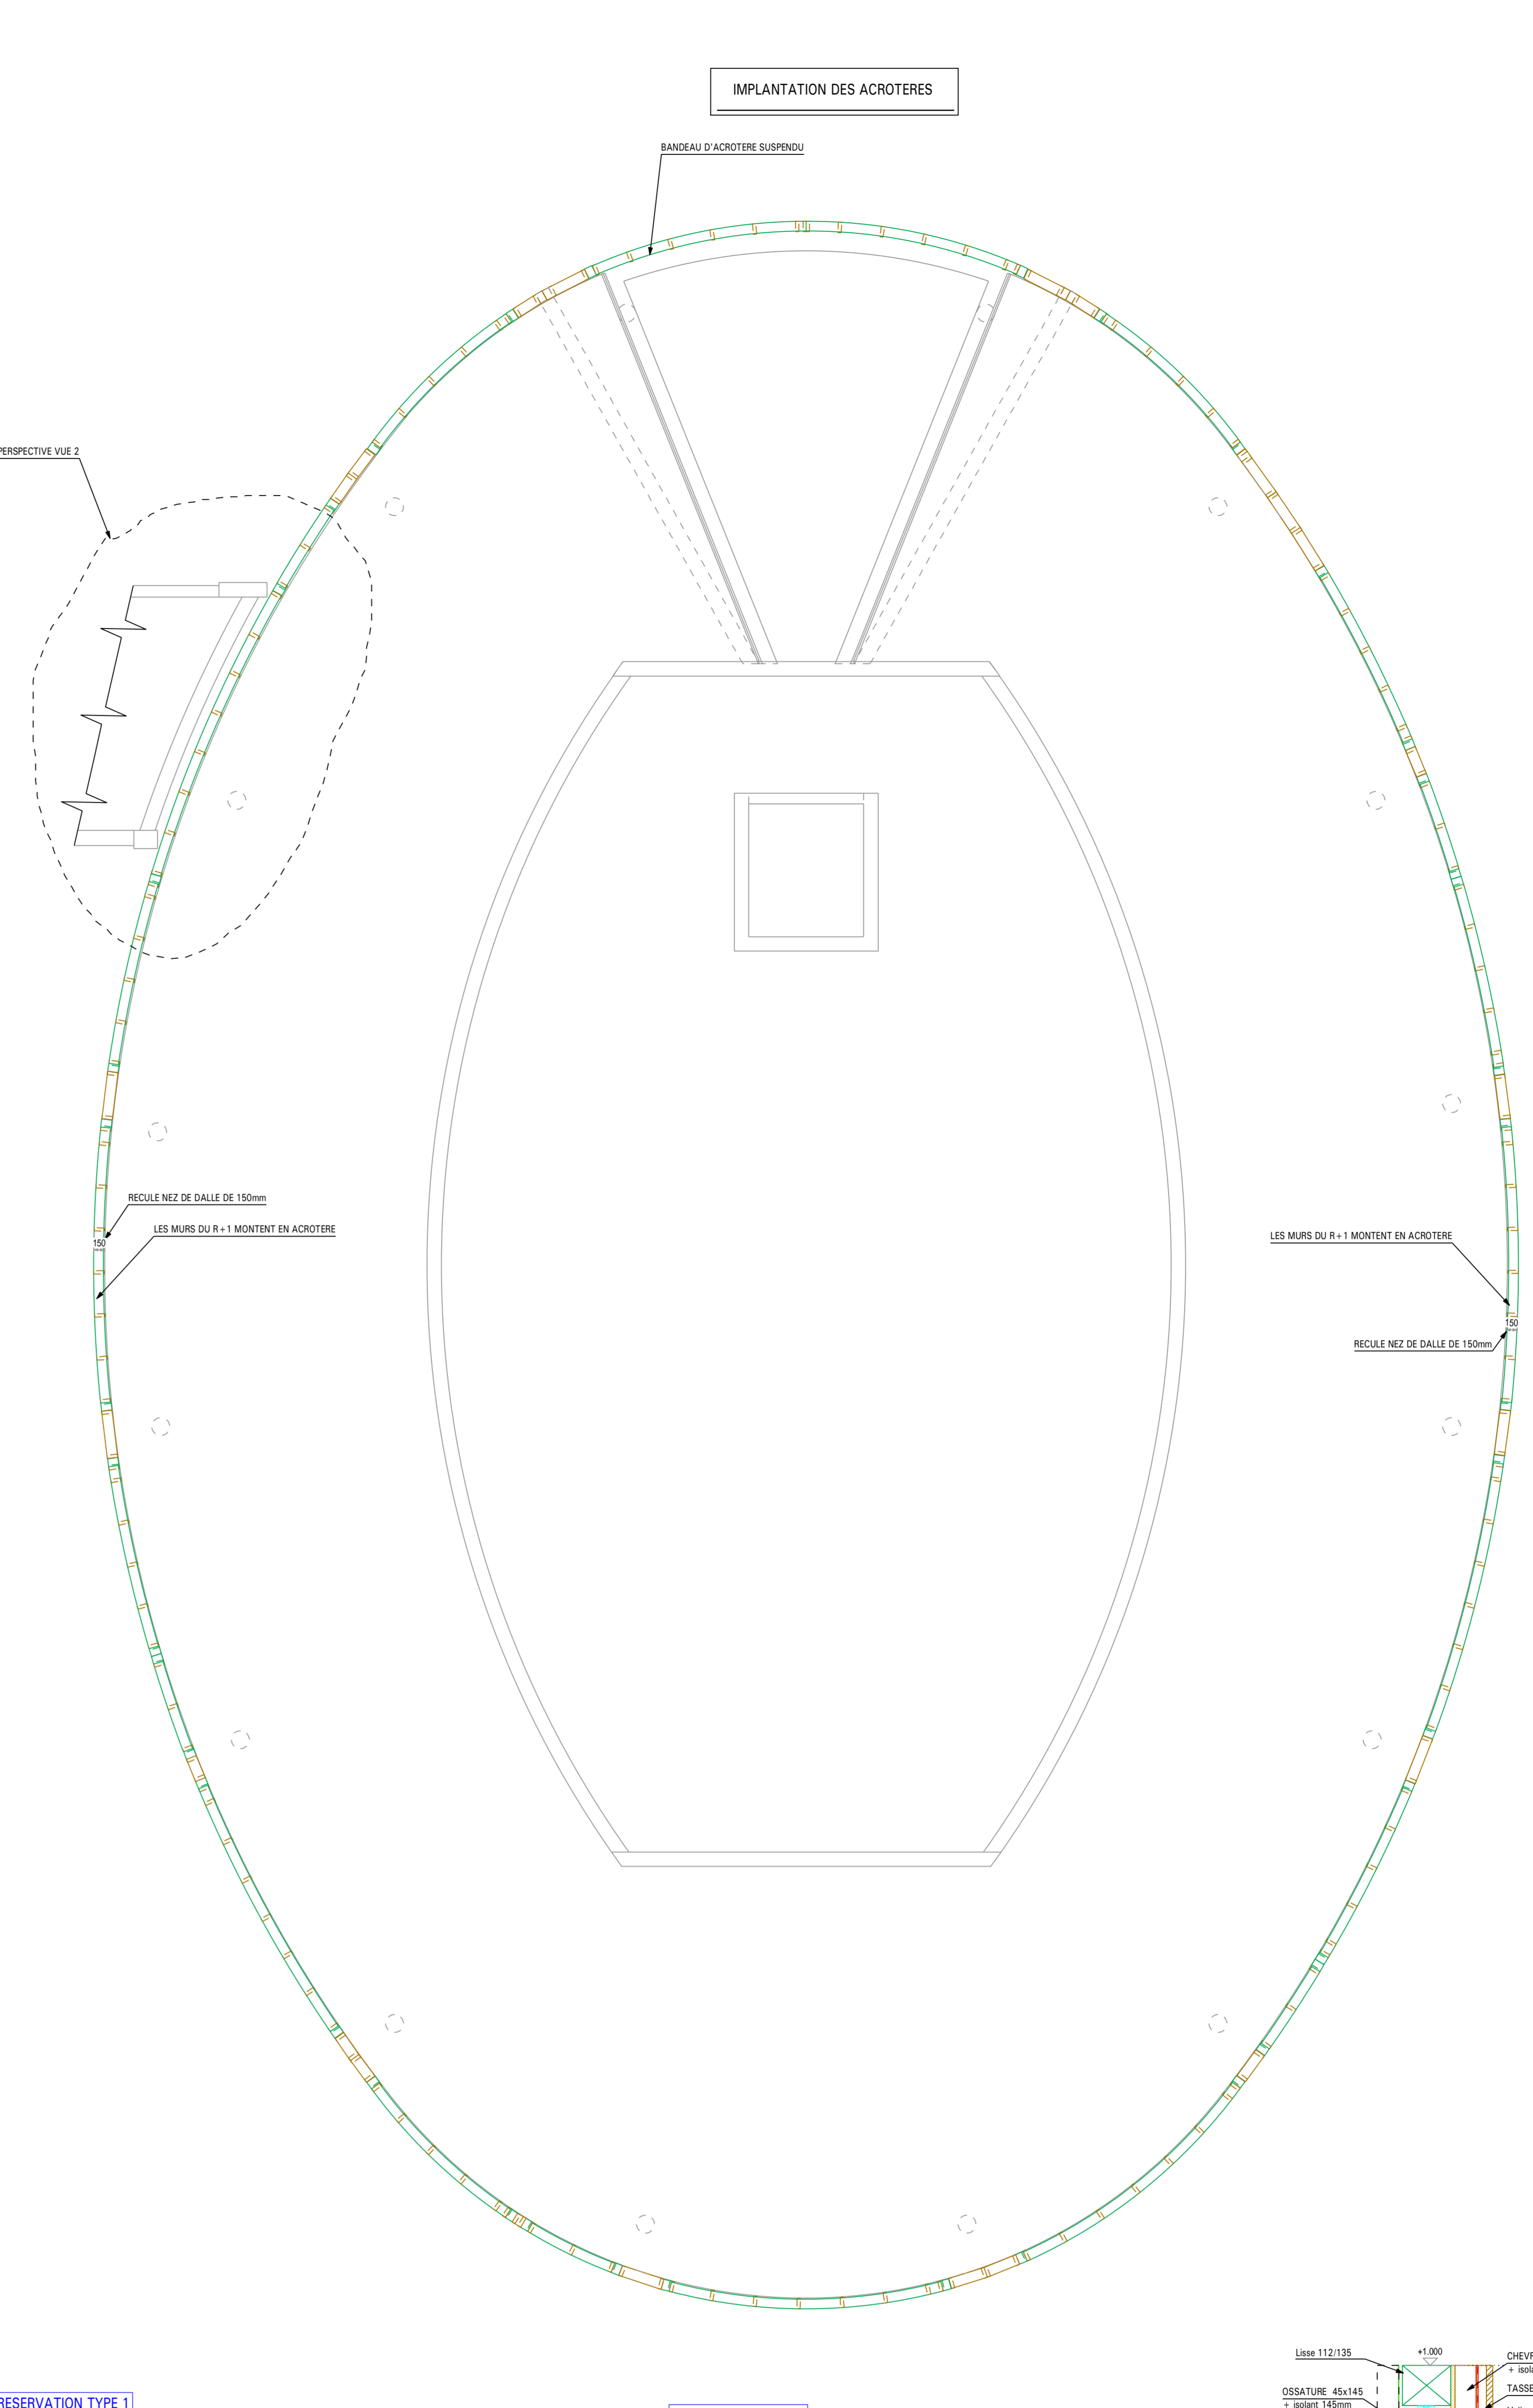 IMPLANTATION DES ACROTERES
BANDEAU D'ACROTERE SUSPENDU
PERSPECTIVE VUE 2
RECULE NEZ DE DALLE DE 150mm
LES MURS DU R+1 MONTENT EN ACROTERE
150
LES MURS DU R+1 MONTENT EN ACROTERE
150
RECULE NEZ DE DALLE DE 150mm
Lisse 112/135
+1.000
OSSATURE 45x145
+ isolant 145mm
RESERVATION TYPE 1